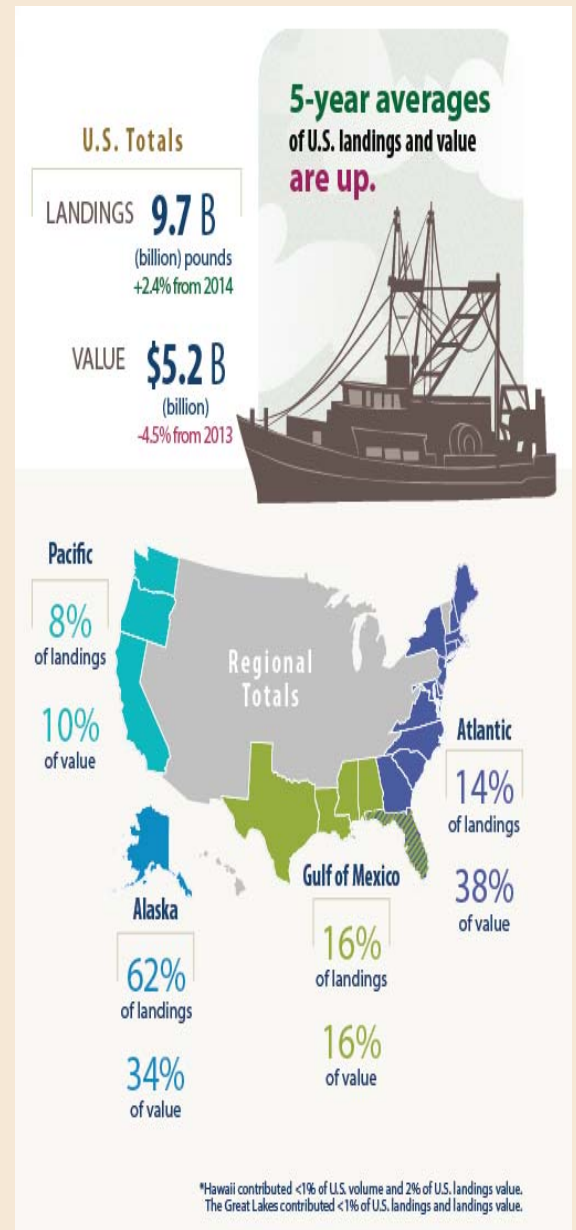 5-year averages
of U.S. landings and value
are up.
U.S. Totals
LANDINGS 9.7 B
(billion) pounds
+2.4% from 2014
VALUE $5.2 B
(billion)
-4.5% from 2013
Pacific
8%
of landings
10%
of value
Regional
Totals
Atlantic
14%
of landings
38%
of value
Gulf of Mexico
16%
of landings
16%
of value
Alaska
62%
of landings
34%
of value
*Hawaii contributed <1% of U.S. volume and 2% of U.S. landings value.
The Great Lakes contributed <1% of U.S. landings and landings value.